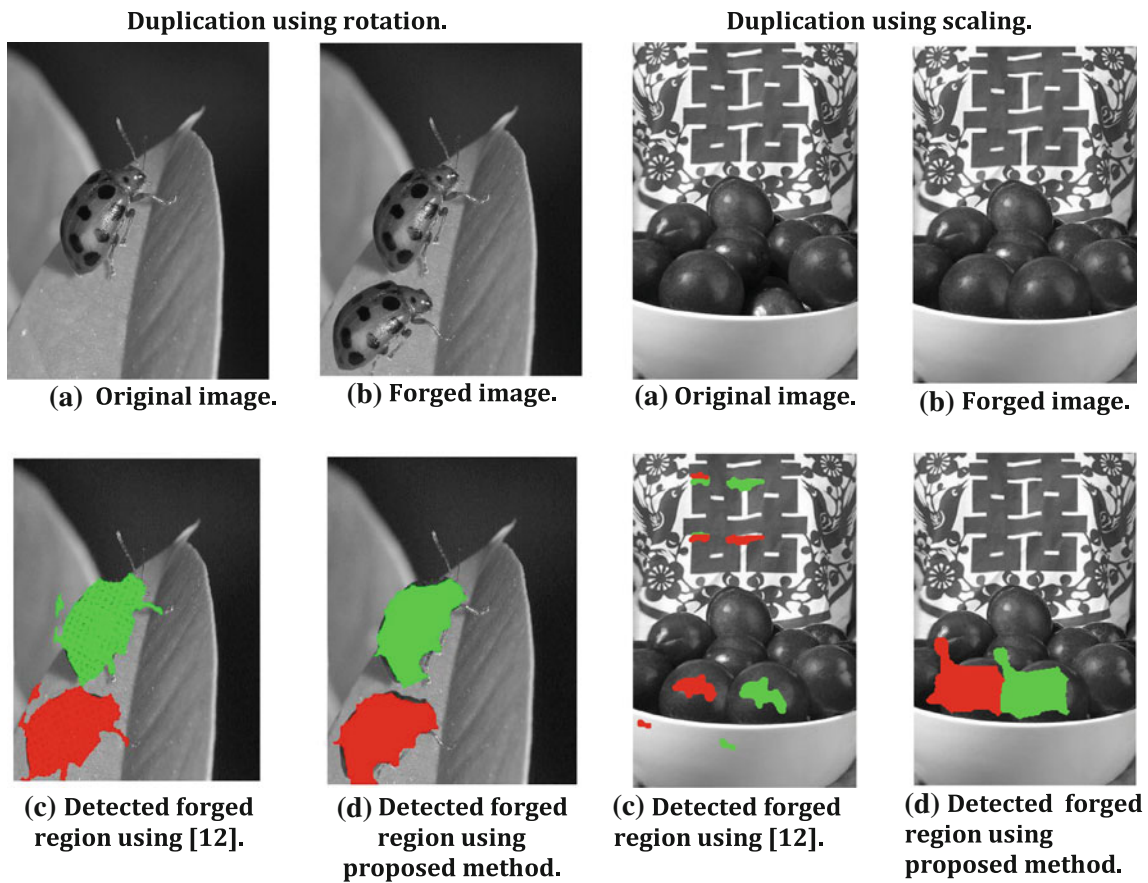 Duplication using rotation.
Duplication using scaling.
(a) Original image.
(b) Forged image.
(a) Original image.
(b) Forged image.
(c) Detected forged
region using [12].
(d) Detected forged
region using
proposed method.
(c) Detected forged
region using [12].
(d) Detected forged
region using
proposed method.